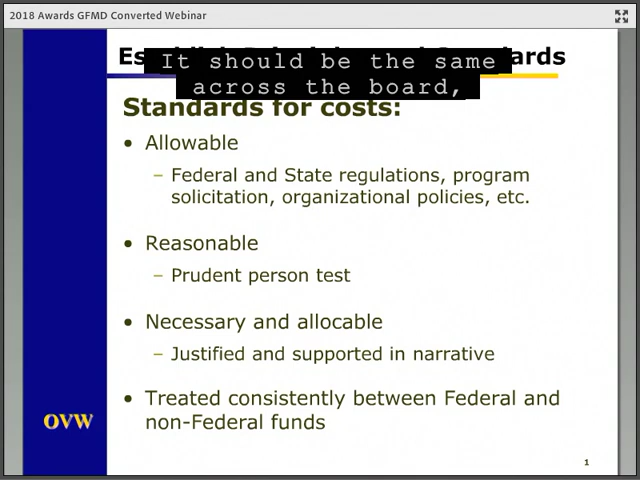 2018 Awards GFMD Converted Webinar
It should be the same
across the board,
Standards for costs:
• Allowable
– Federal and State regulations, program
solicitation, organizational policies, etc.
• Reasonable
– Prudent person test
• Necessary and allocable
– Justified and supported in narrative
• Treated consistently between Federal and
non-Federal funds
OVW
1